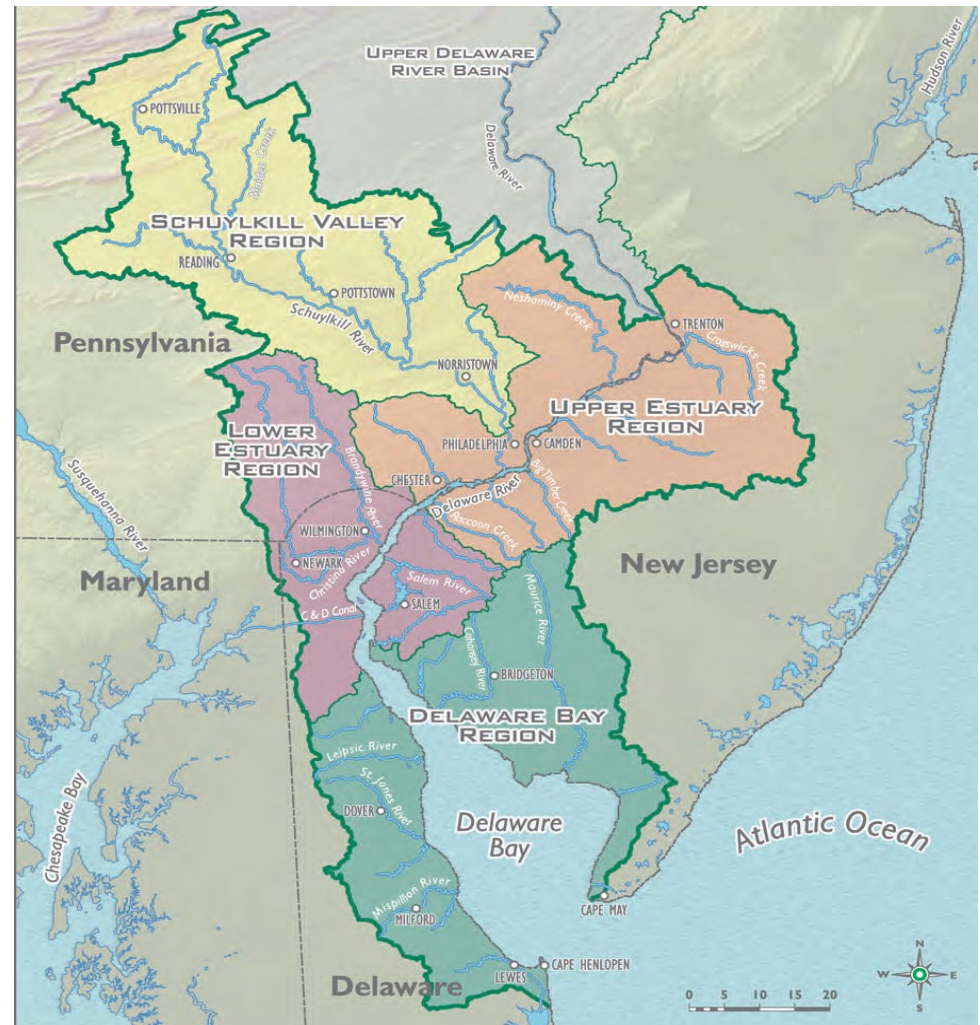 UPPER DELAWARE
RIVER BASIN
Hudson River
POTTSVILLE
Maiden Creek
Delaware River
SCHUYLKILL VALLEY
REGION
READING
POTTSTOWN
Schuylkill River
Neshaminy Creek
TRENTON
Crosswicks Creek
Pennsylvania
NORRISTOWN
UPPER ESTUARY
REGION
LOWER
ESTUARY
REGION
PHILADELPHIA
CAMDEN
CHESTER
Brandywine River
Delaware River
Big Timber Creek
Susquehanna River
Raccoon Creek
WILMINGTON
NEWARK
Christina River
New Jersey
Maryland
Salem River
Maurice River
SALEM
C & D Canal
Cohansey River
BRIDGETON
DELAWARE BAY
REGION
Leipsic River
St. Jones River
DOVER
Delaware
Bay
Atlantic Ocean
Chesapeake Bay
Mispillion River
MILFORD
CAPE MAY
LEWES
CAPE HENLOPEN
Delaware
N
W
E
S
0 5 10 15 20